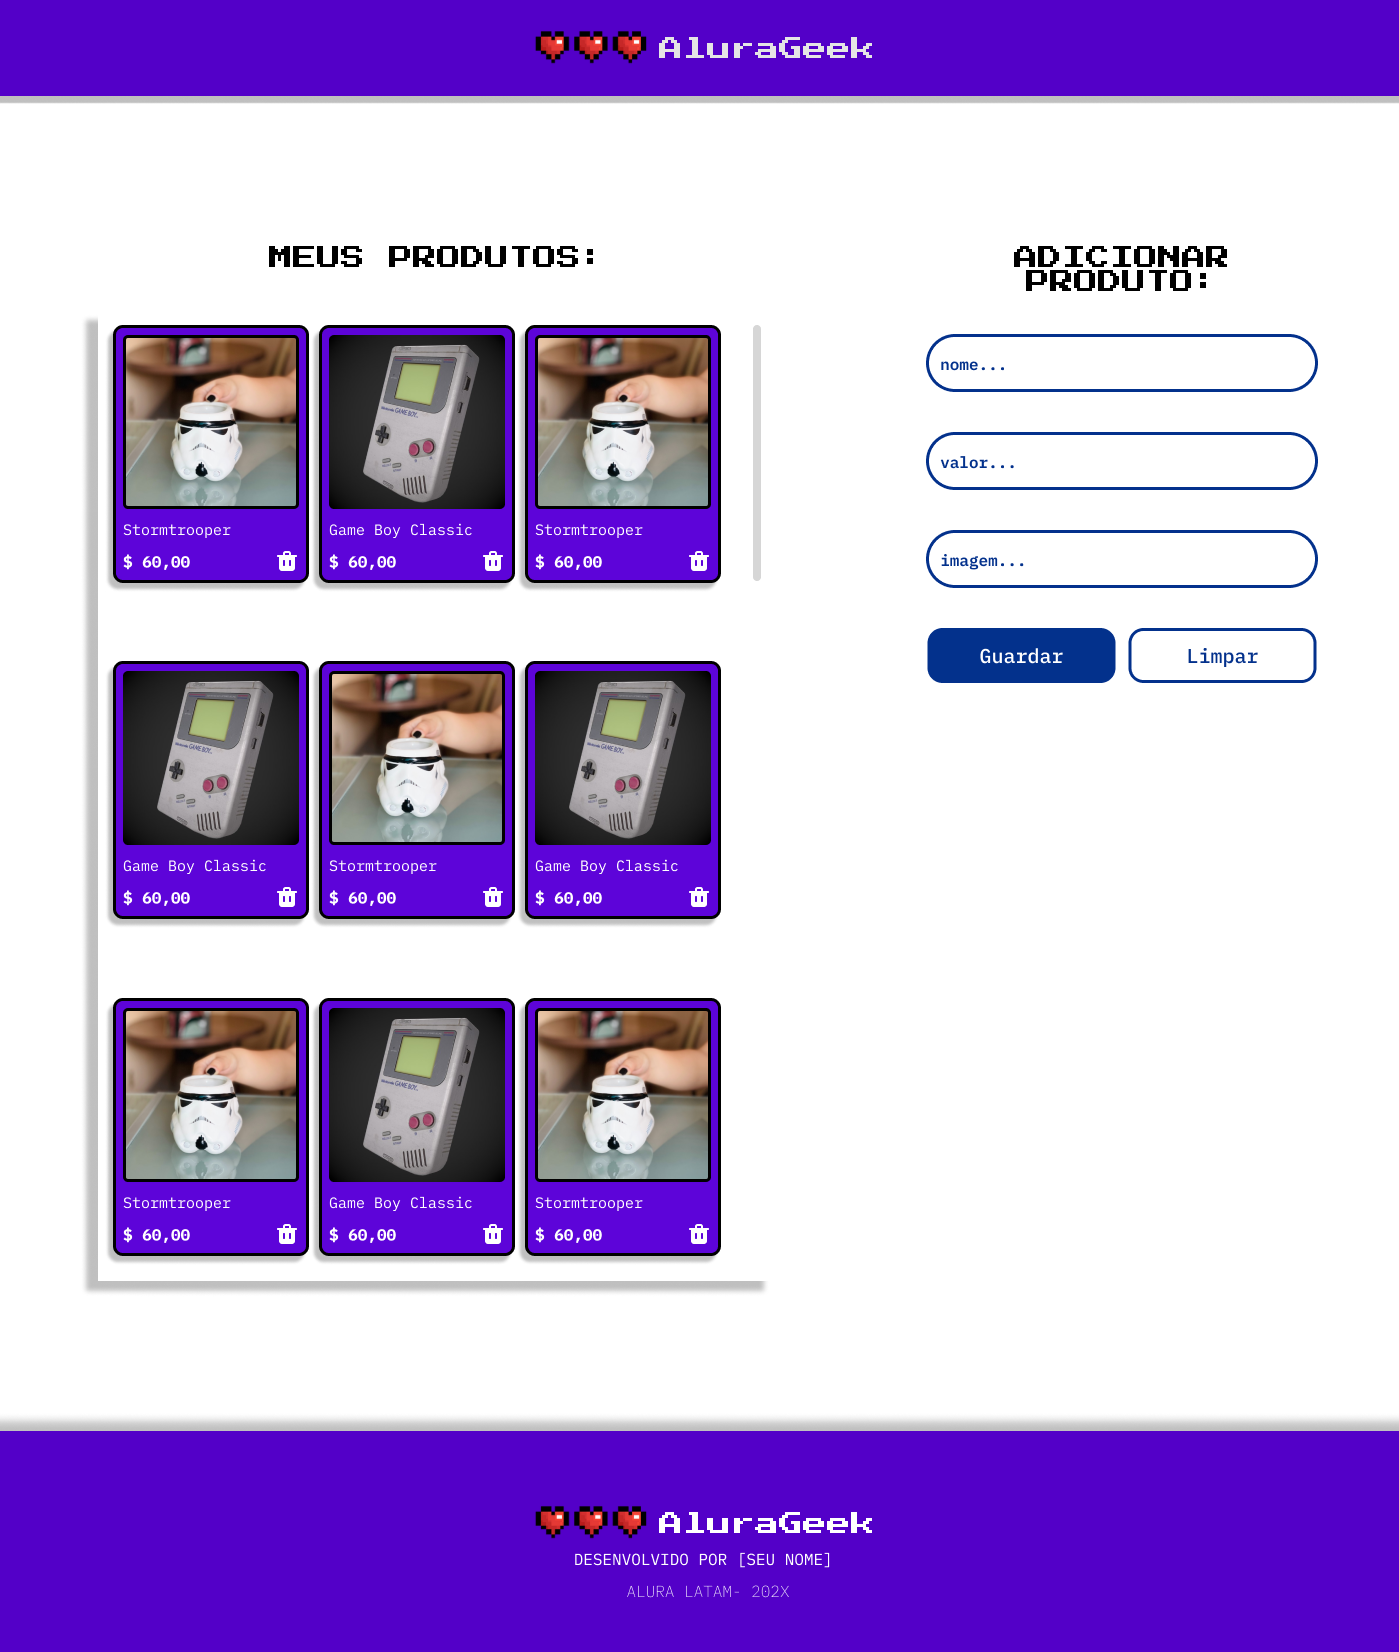 AluraGeek
MEUS PRODUTOS:
Stormtrooper
$ 60,00
Game Boy Classic
$ 60,00
Stormtrooper
$ 60,00
Game Boy Classic
$ 60,00
Stormtrooper
$ 60,00
Game Boy Classic
$ 60,00
Stormtrooper
$ 60,00
Game Boy Classic
$ 60,00
Stormtrooper
$ 60,00
ADICIONAR
PRODUTO:
nome...
valor...
imagem...
Guardar
Limpar
AluraGeek
DESENVOLVIDO POR [SEU NOME]
ALURA LATAM- 202X